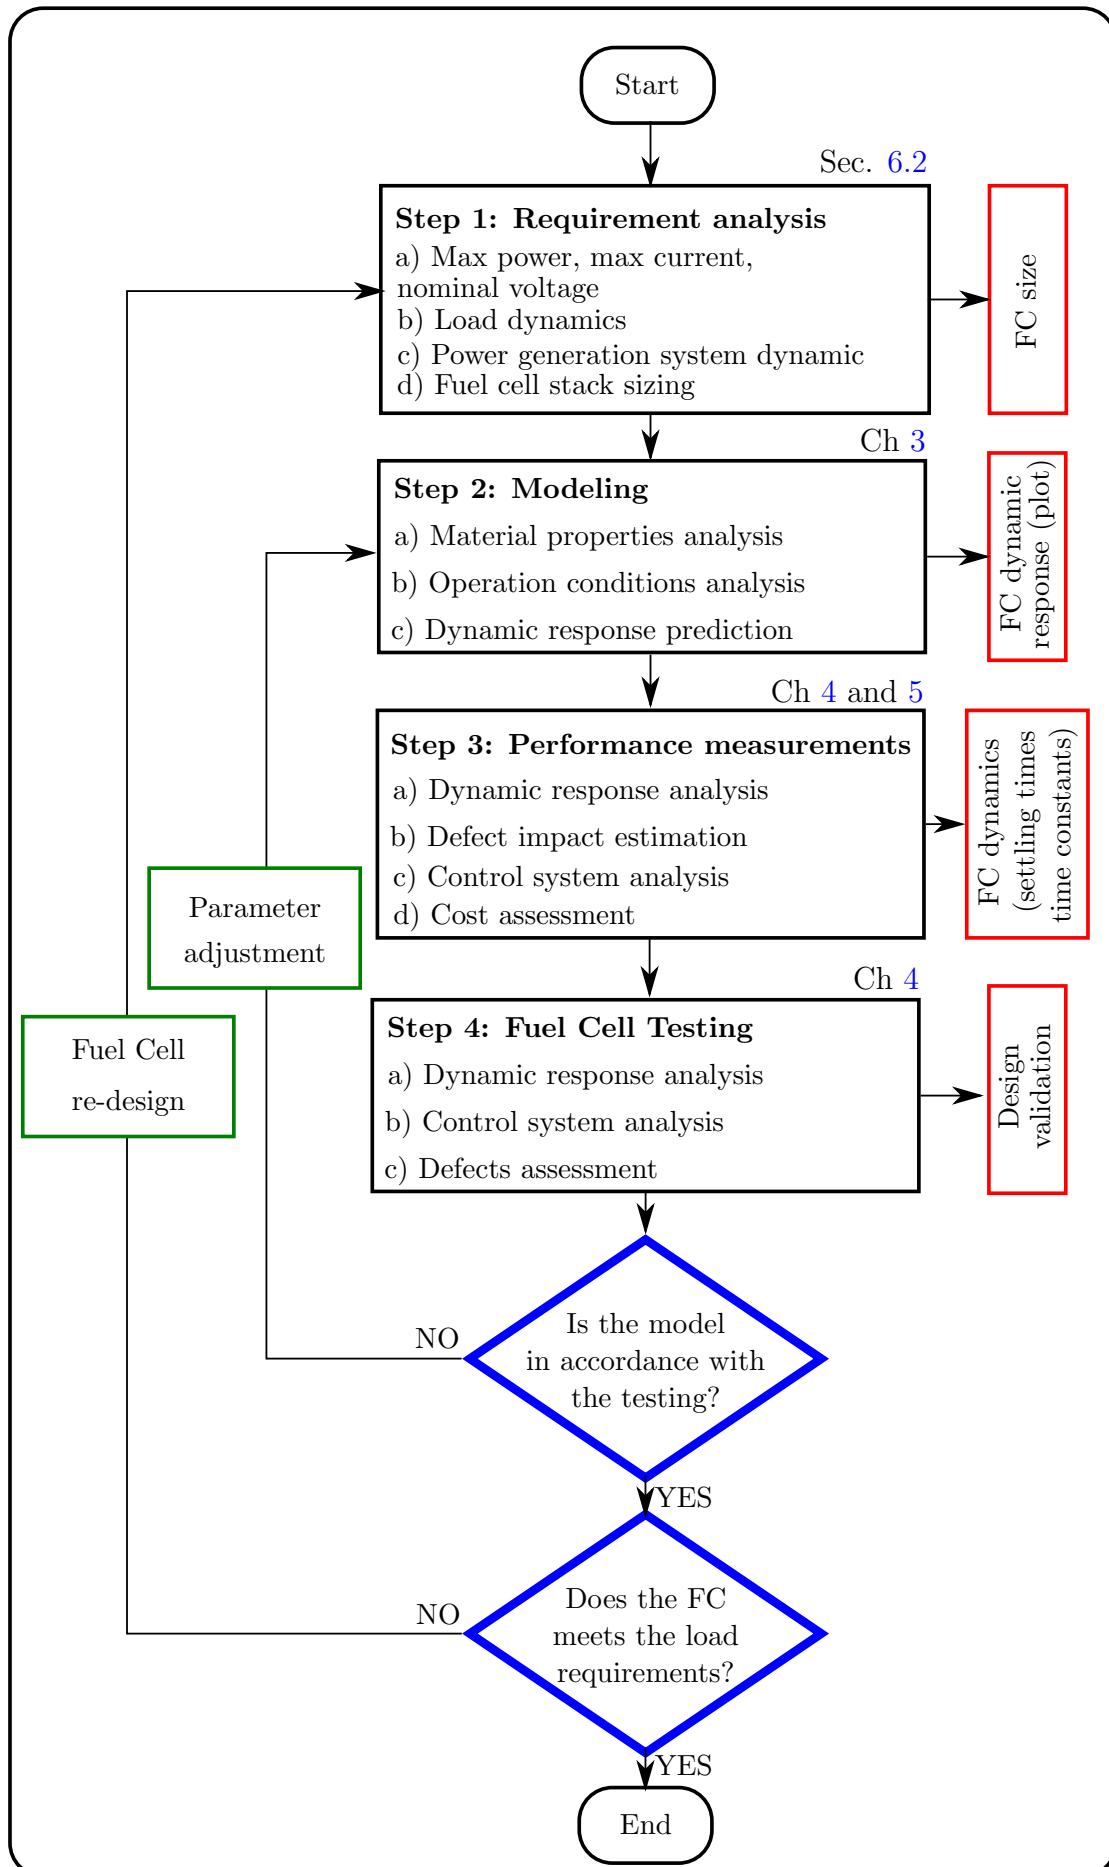 Start
Sec. 6.2
Step 1: Requirement analysis
a) Max power, max current,
nominal voltage
b) Load dynamics
c) Power generation system dynamic
d) Fuel cell stack sizing
FC size
Ch 3
Step 2: Modeling
a) Material properties analysis
b) Operation conditions analysis
c) Dynamic response prediction
FC dynamic
response (plot)
Ch 4 and 5
Step 3: Performance measurements
a) Dynamic response analysis
b) Defect impact estimation
c) Control system analysis
d) Cost assessment
FC dynamics
(settling times
time constants)
Parameter
adjustment
Ch 4
Step 4: Fuel Cell Testing
a) Dynamic response analysis
b) Control system analysis
c) Defects assessment
Design
validation
Fuel Cell
re-design
Is the model
in accordance with
the testing?
NO
YES
Does the FC
meets the load
requirements?
NO
YES
End